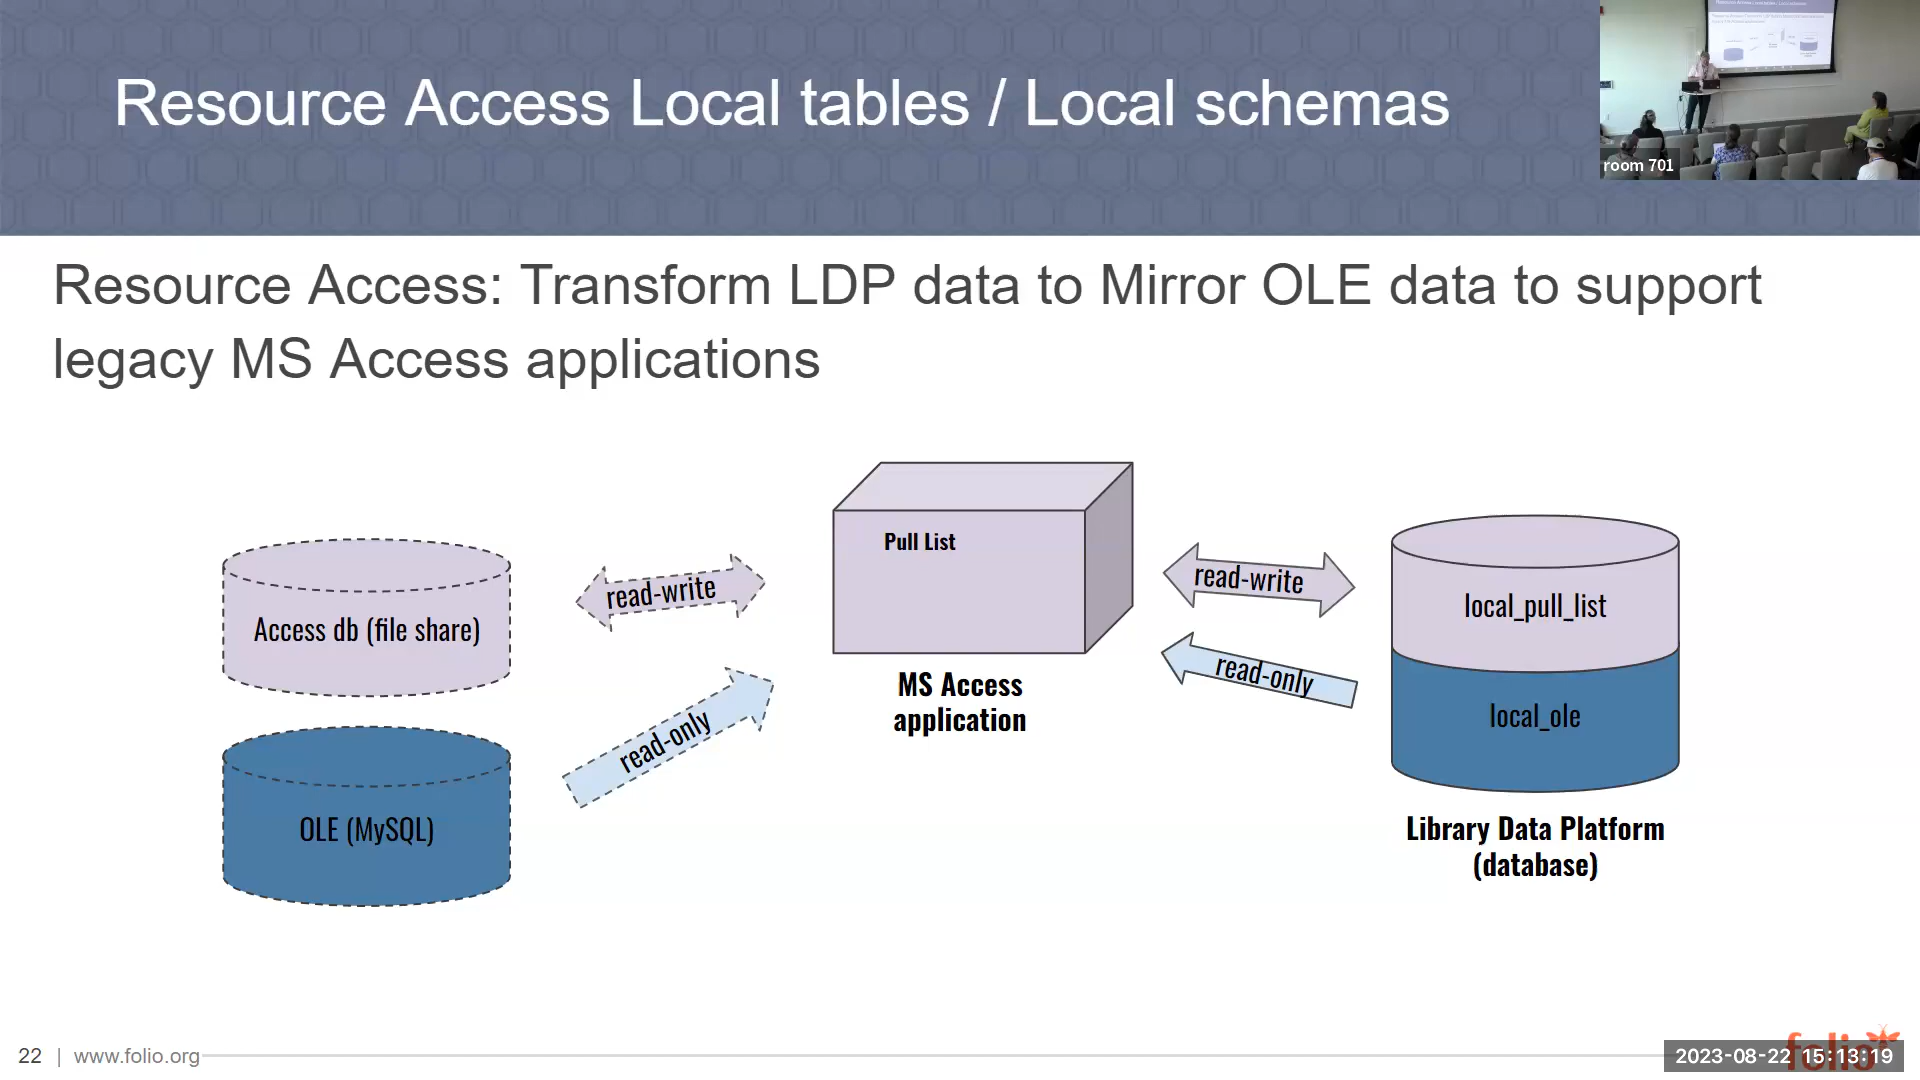 Resource Access Local tables / Local schemas
room 701
Resource Access: Transform LDP data to Mirror OLE data to support
legacy MS Access applications
Pull List
read-write
read-write
Access db (file share)
local_pull_list
read-only
read-only
MS Access
application
local_ole
OLE (MySQL)
Library Data Platform
(database)
22 | www.folio.org
folio
2023-08-22 15:13:19